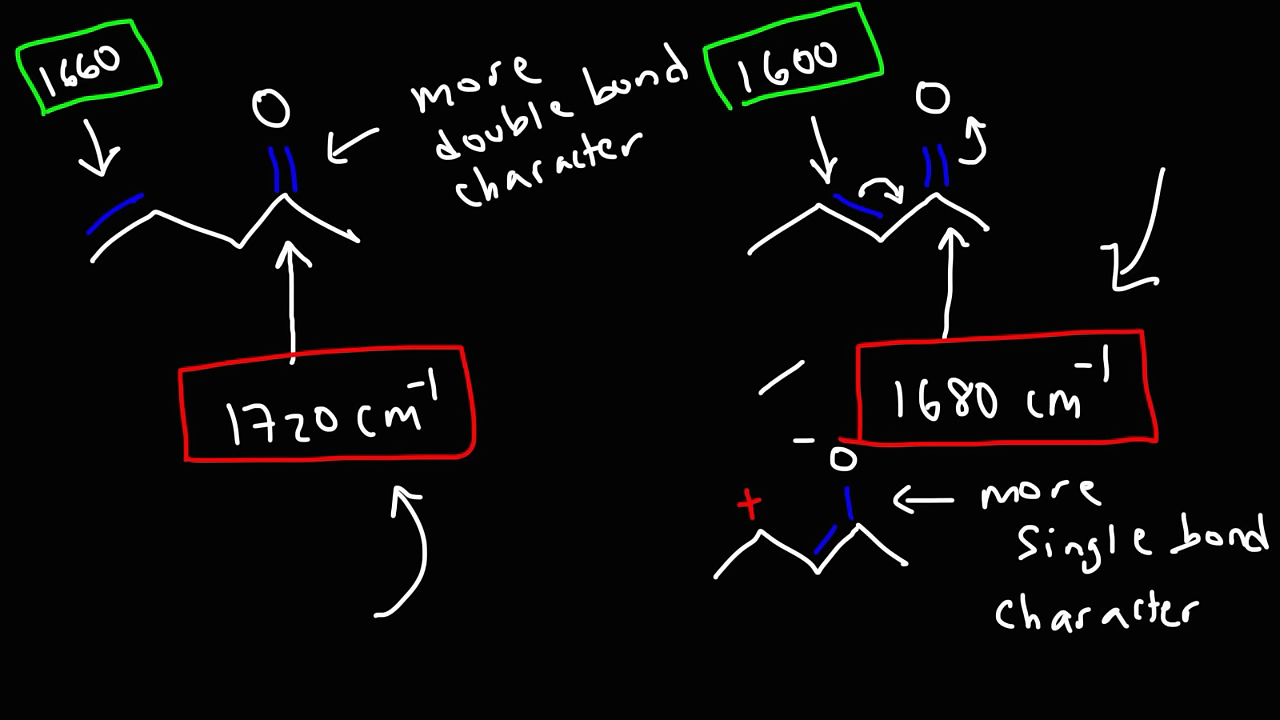 1660
O
more
double bond
character
1720 cm⁻¹
1600
O
1680 cm⁻¹
−
O
+
more
single bond
character